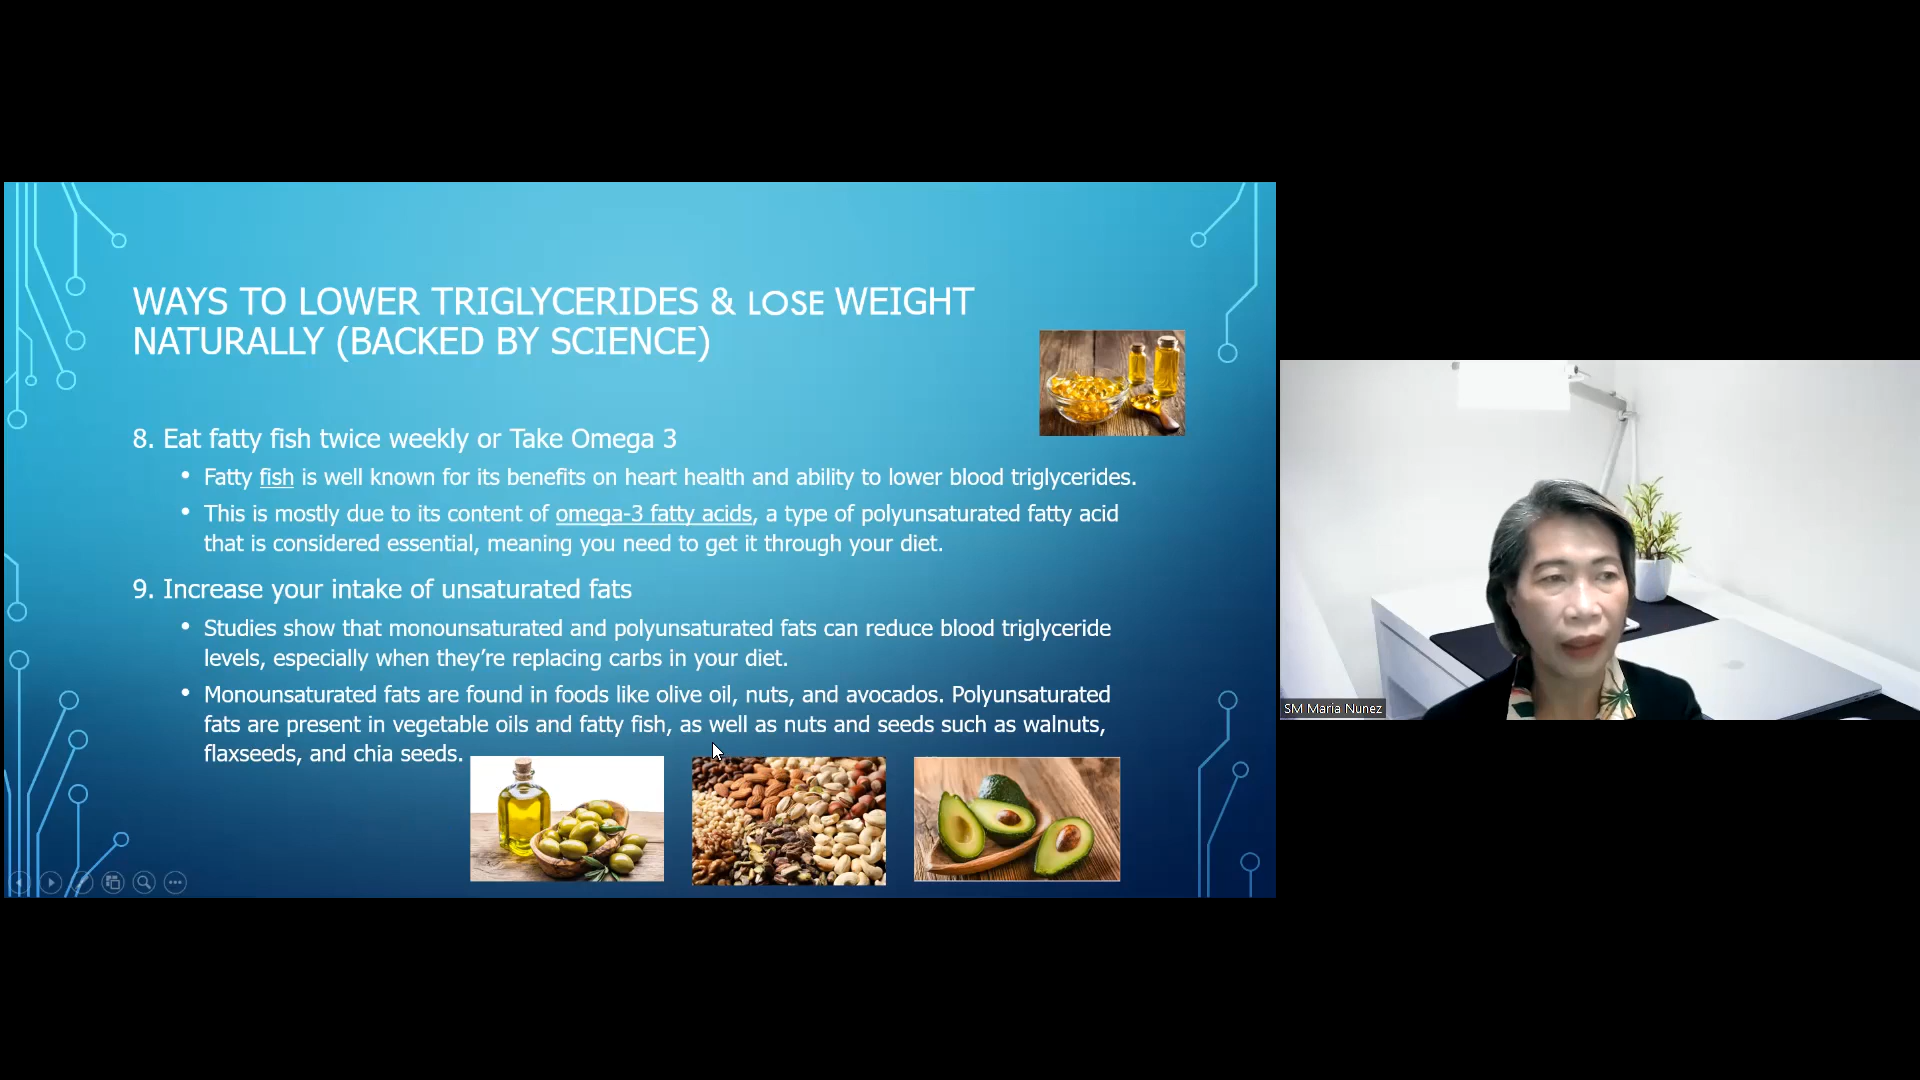 WAYS TO LOWER TRIGLYCERIDES & LOSE WEIGHT
NATURALLY (BACKED BY SCIENCE)
8. Eat fatty fish twice weekly or Take Omega 3
• Fatty fish is well known for its benefits on heart health and ability to lower blood triglycerides.
• This is mostly due to its content of omega-3 fatty acids, a type of polyunsaturated fatty acid
that is considered essential, meaning you need to get it through your diet.
9. Increase your intake of unsaturated fats
• Studies show that monounsaturated and polyunsaturated fats can reduce blood triglyceride
levels, especially when they’re replacing carbs in your diet.
• Monounsaturated fats are found in foods like olive oil, nuts, and avocados. Polyunsaturated
fats are present in vegetable oils and fatty fish, as well as nuts and seeds such as walnuts,
flaxseeds, and chia seeds.
SM Maria Nunez